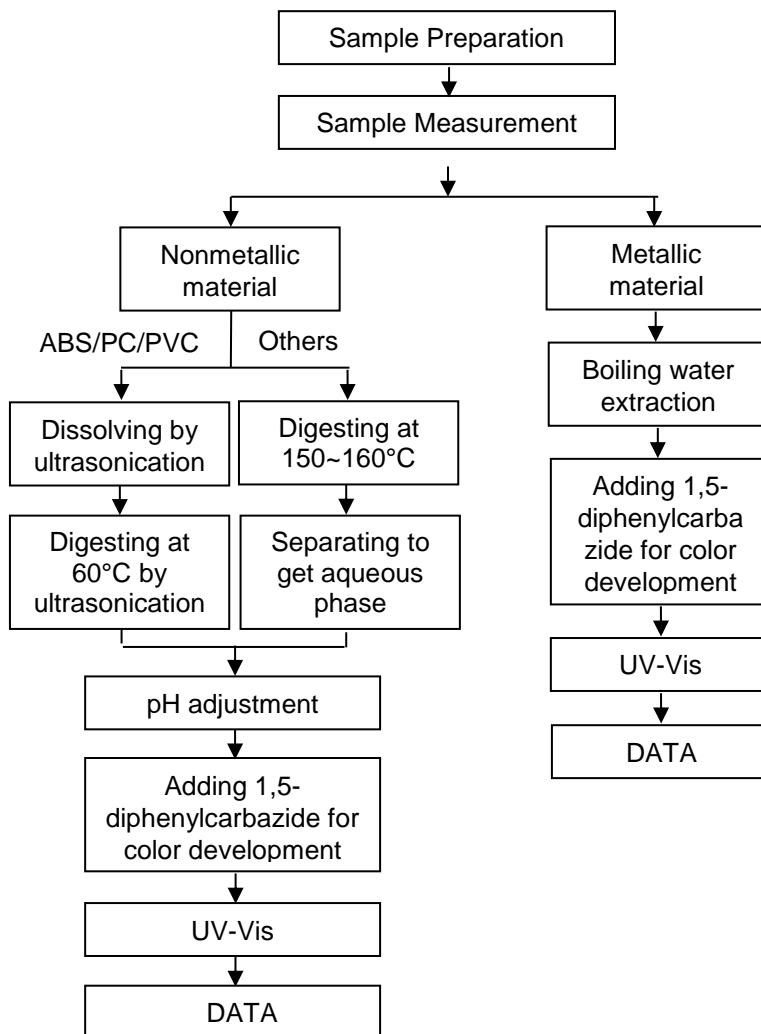 Sample Preparation
Sample Measurement
Nonmetallic
material
Metallic
material
ABS/PC/PVC
Others
Boiling water
extraction
Dissolving by
ultrasonication
Digesting at
150~160°C
Adding 1,5-
diphenylcarba
zide for color
development
Digesting at
60°C by
ultrasonication
Separating to
get aqueous
phase
UV-Vis
pH adjustment
DATA
Adding 1,5-
diphenylcarbazide for
color development
UV-Vis
DATA